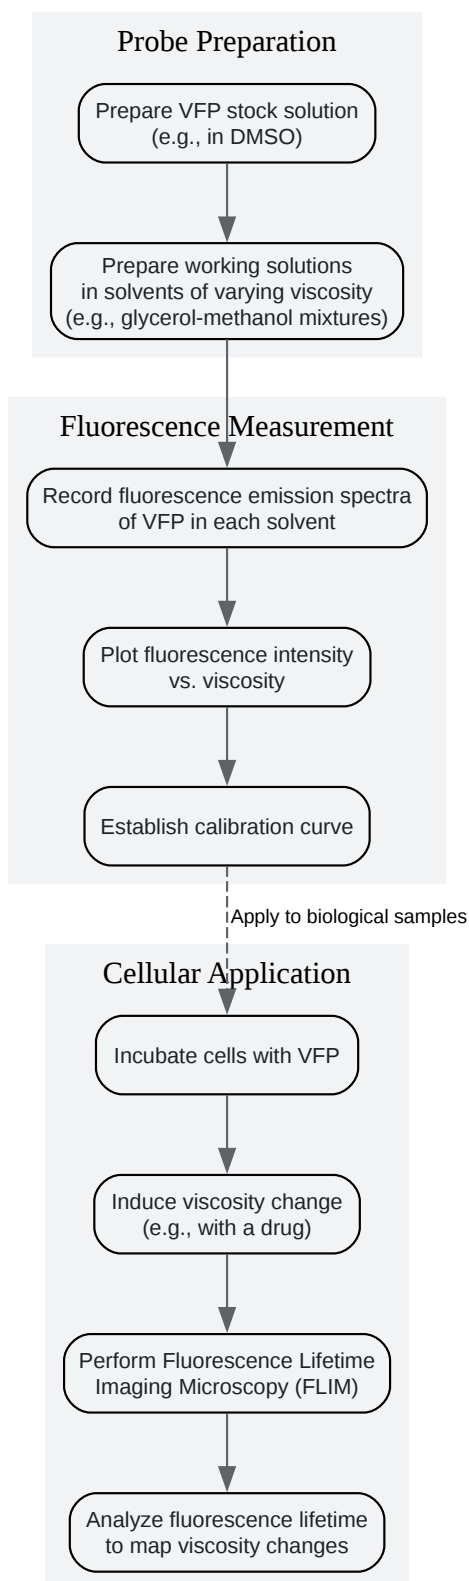 Probe Preparation
Prepare VFP stock solution
(e.g., in DMSO)
Prepare working solutions
in solvents of varying viscosity
(e.g., glycerol-methanol mixtures)
Fluorescence Measurement
Record fluorescence emission spectra
of VFP in each solvent
Plot fluorescence intensity
vs. viscosity
Establish calibration curve
Apply to biological samples
Cellular Application
Incubate cells with VFP
Induce viscosity change
(e.g., with a drug)
Perform Fluorescence Lifetime
Imaging Microscopy (FLIM)
Analyze fluorescence lifetime
to map viscosity changes